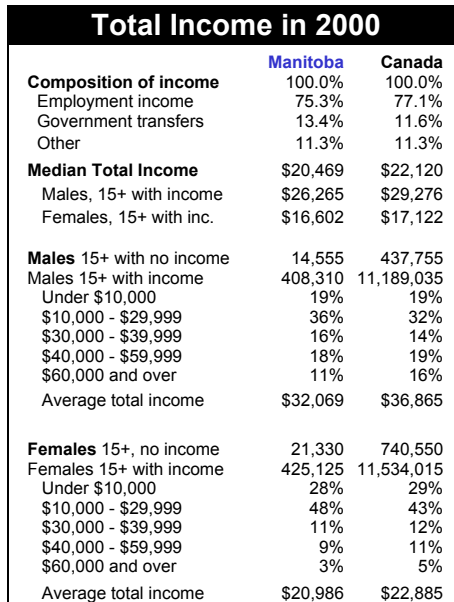 Total Income in 2000
Manitoba Canada
Composition of income 100.0% 100.0%
Employment income 75.3% 77.1%
Government transfers 13.4% 11.6%
Other 11.3% 11.3%
Median Total Income $20,469 $22,120
Males, 15+ with income $26,265 $29,276
Females, 15+ with inc. $16,602 $17,122
Males 15+ with no income 14,555 437,755
Males 15+ with income 408,310 11,189,035
Under $10,000 19% 19%
$10,000 - $29,999 36% 32%
$30,000 - $39,999 16% 14%
$40,000 - $59,999 18% 19%
$60,000 and over 11% 16%
Average total income $32,069 $36,865
Females 15+, no income 21,330 740,550
Females 15+ with income 425,125 11,534,015
Under $10,000 28% 29%
$10,000 - $29,999 48% 43%
$30,000 - $39,999 11% 12%
$40,000 - $59,999 9% 11%
$60,000 and over 3% 5%
Average total income $20,986 $22,885